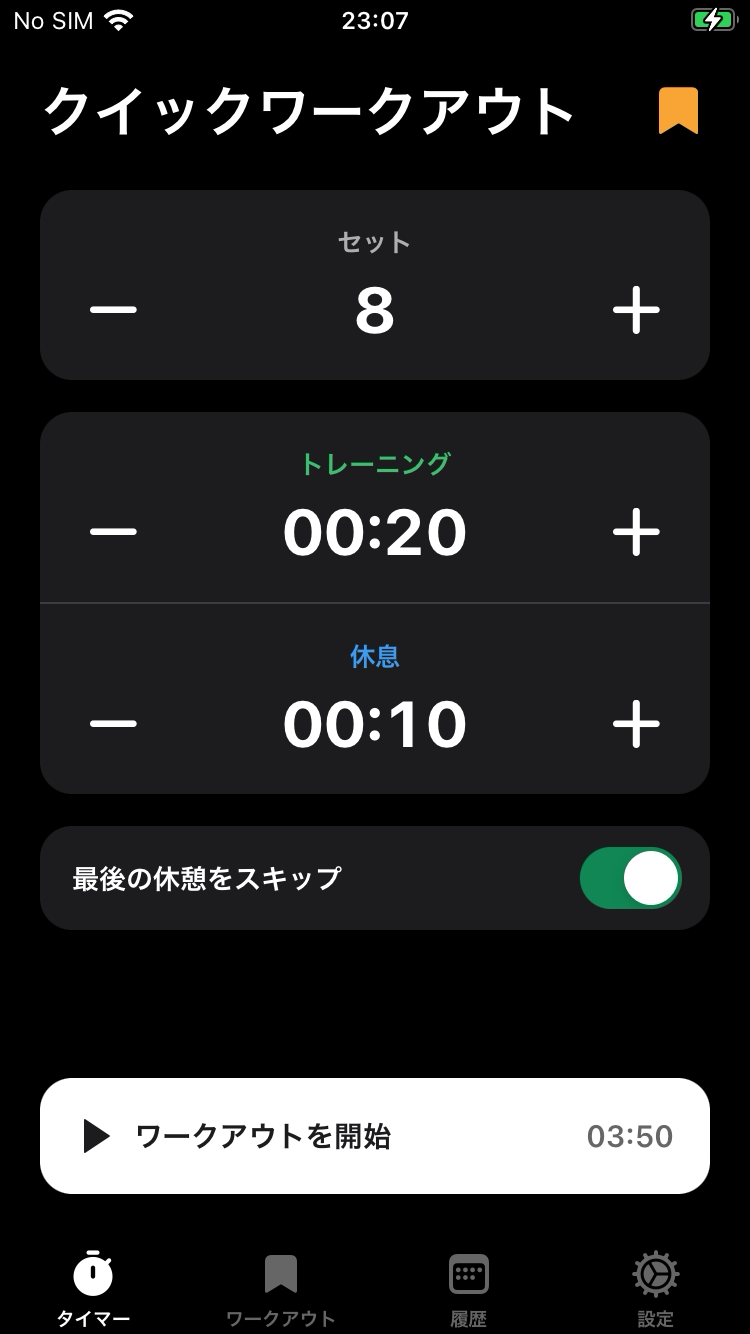 No SIM 23:07
クイックワークアウト
セット
8
トレーニング
00:20
休息
00:10
最後の休憩をスキップ
ワークアウトを開始 03:50
タイマー ワークアウト 履歴 設定